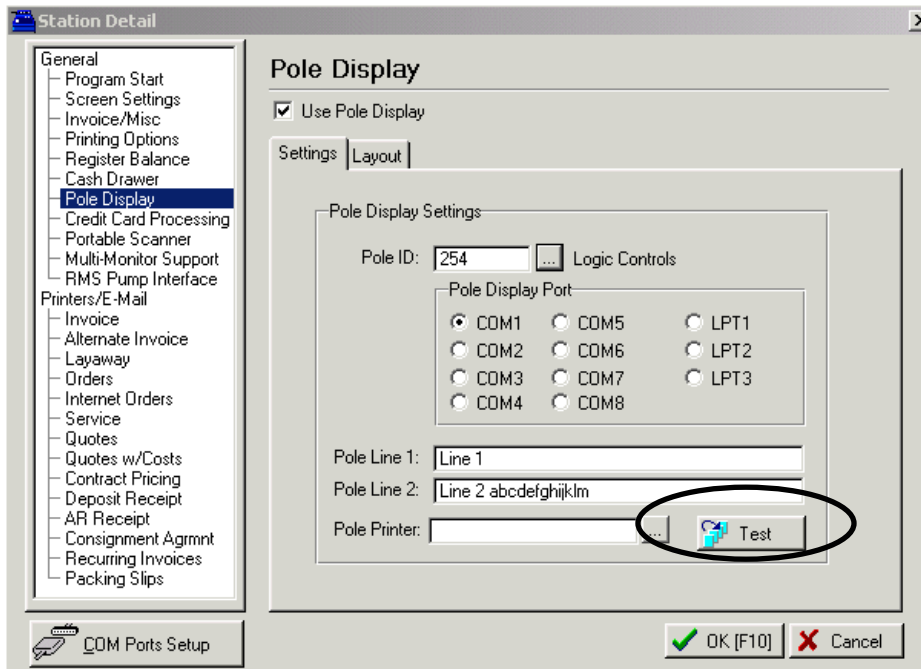 Station Detail
General
Program Start
Screen Settings
Invoice/Misc
Printing Options
Register Balance
Cash Drawer
Pole Display
Credit Card Processing
Portable Scanner
Multi-Monitor Support
RMS Pump Interface
Printers/E-Mail
Invoice
Alternate Invoice
Layaway
Orders
Internet Orders
Service
Quotes
Quotes w/Costs
Contract Pricing
Deposit Receipt
AR Receipt
Consignment Agrmnt
Recurring Invoices
Packing Slips
COM Ports Setup
Pole Display
Use Pole Display
Settings Layout
Pole Display Settings
Pole ID: 254 ... Logic Controls
Pole Display Port
COM1 COM5 LPT1
COM2 COM6 LPT2
COM3 COM7 LPT3
COM4 COM8
Pole Line 1: Line 1
Pole Line 2: Line 2 abcdefghijklm
Pole Printer: ... Test
OK [F10] Cancel